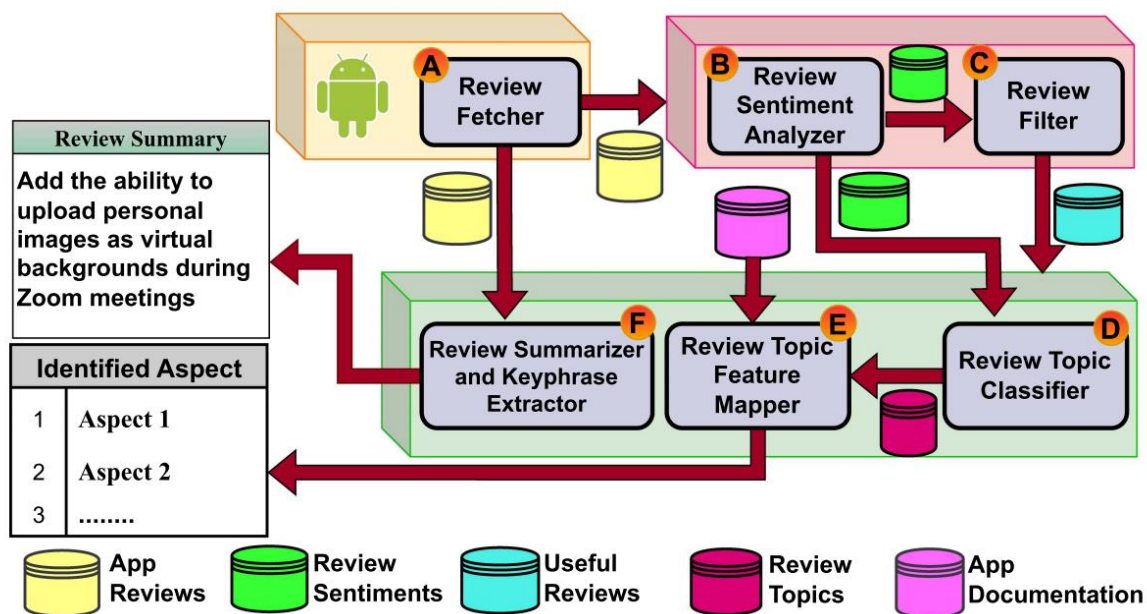 A
Review
Fetcher
B
Review
Sentiment
Analyzer
C
Review
Filter
Review Summary
Add the ability to
upload personal
images as virtual
backgrounds during
Zoom meetings
F
Review Summarizer
and Keyphrase
Extractor
E
Review Topic
Feature
Mapper
D
Review Topic
Classifier
Identified Aspect
1 Aspect 1
2 Aspect 2
3 ........
App
Reviews
Review
Sentiments
Useful
Reviews
Review
Topics
App
Documentation